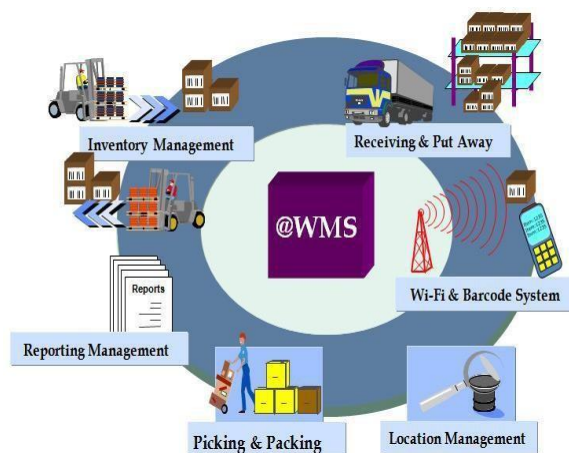 Inventory Management
Receiving & Put Away
@WMS
Reports
Wi-Fi & Barcode System
Reporting Management
Picking & Packing
Location Management